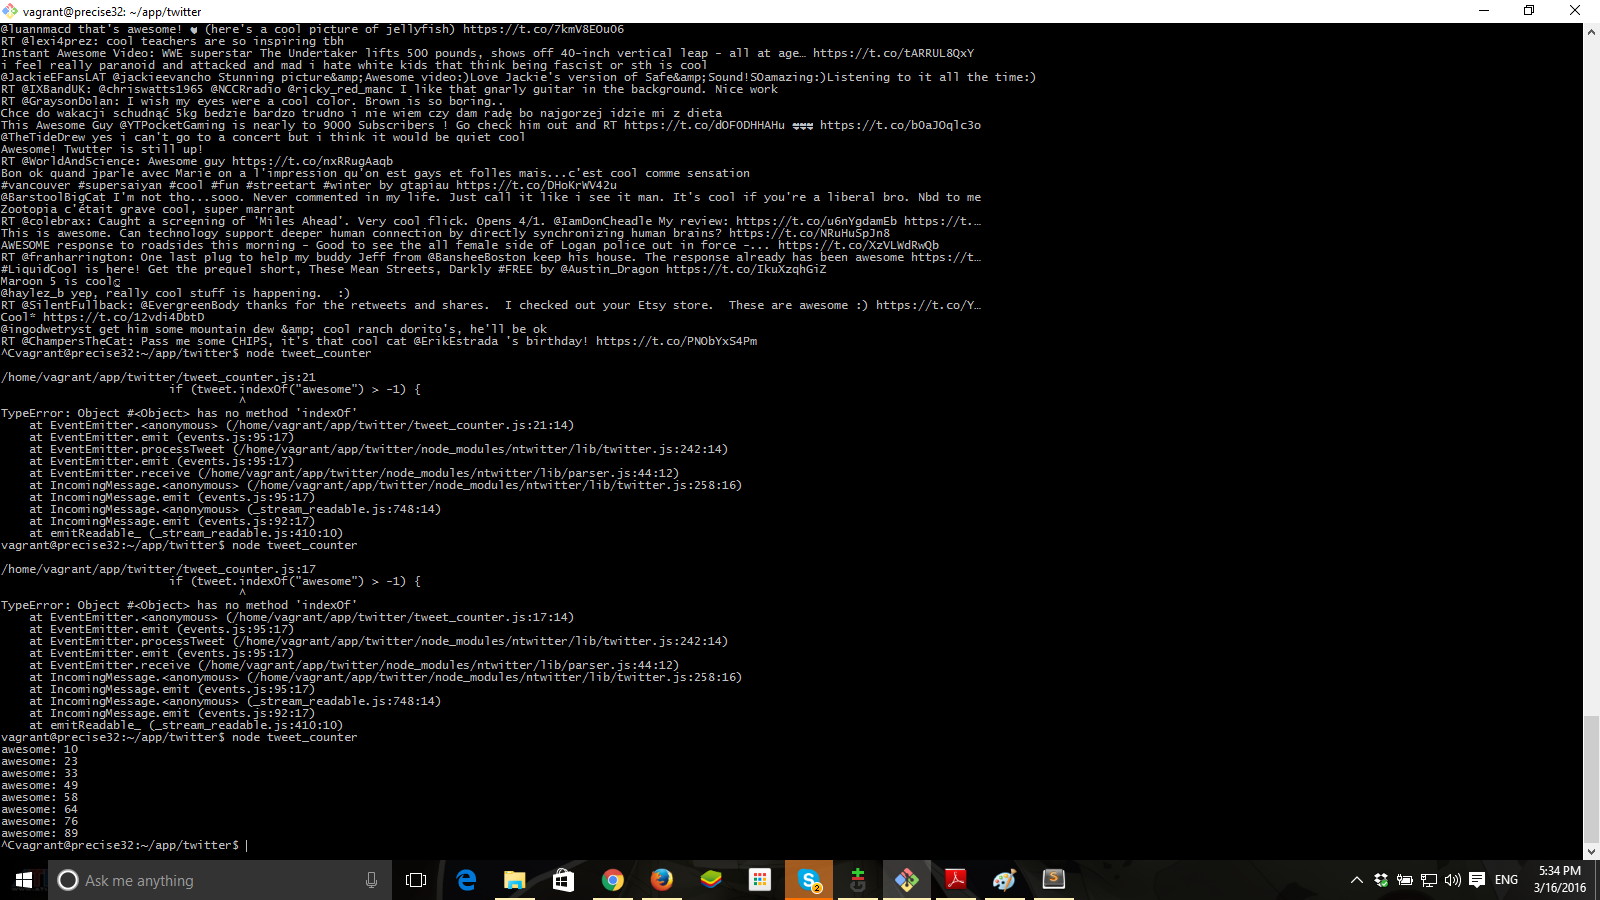 vagrant@precise32: ~/app/twitter
@luannmacd that's awesome! ♥ (here's a cool picture of jellyfish) https://t.co/7kmV8EOu06
RT @lexi4prez: cool teachers are so inspiring tbh
Instant Awesome Video: WWE superstar The Undertaker lifts 500 pounds, shows off 40-inch vertical leap - all at age… https://t.co/tARRUL8QxY
i feel really paranoid and attacked and mad i hate white kids that think being fascist or sth is cool
@JackieEFansLAT @jackieevancho Stunning picture&amp;Awesome video:)Love Jackie's version of Safe&amp;Sound!SOamazing:)Listening to it all the time:)
RT @IXBandUK: @chriswatts1965 @NCCRradio @ricky_red_manc I like that gnarly guitar in the background. Nice work
RT @GraysonDolan: I wish my eyes were a cool color. Brown is so boring..
Chce do wakacji schudnąć 5kg bedzie bardzo trudno i nie wiem czy dam radę bo najgorzej idzie mi z dieta
This Awesome Guy @YTPocketGaming is nearly to 9000 Subscribers ! Go check him out and RT https://t.co/dOFODHHAHu ❤❤❤ https://t.co/b0aJOqlc3o
@TheTideDrew yes i can't go to a concert but i think it would be quiet cool
Awesome! Twutter is still up!
RT @WorldAndScience: Awesome guy https://t.co/nxRRugAaqb
Bon ok quand jparle avec Marie on a l'impression qu'on est gays et folles mais...c'est cool comme sensation
#vancouver #supersaiyan #cool #fun #streetart #winter by gtapiau https://t.co/DHoKrWV42u
@BarstoolBigCat I'm not tho...sooo. Never commented in my life. Just call it like i see it man. It's cool if you're a liberal bro. Nbd to me
Zootopia c'était grave cool, super marrant
RT @colebrax: Caught a screening of 'Miles Ahead'. Very cool flick. Opens 4/1. @IamDonCheadle My review: https://t.co/u6nYgdamEb https://t.…
This is awesome. Can technology support deeper human connection by directly synchronizing human brains? https://t.co/NRuHuSpJn8
AWESOME response to roadsides this morning - Good to see the all female side of Logan police out in force -... https://t.co/XzVLWdRwQb
RT @franharrington: One last plug to help my buddy Jeff from @BansheeBoston keep his house. The response already has been awesome https://t…
#LiquidCool is here! Get the prequel short, These Mean Streets, Darkly #FREE by @Austin_Dragon https://t.co/IkuXzqhGiZ
Maroon 5 is cool
@haylez_b yep, really cool stuff is happening.  :)
RT @SilentFullback: @EvergreenBody thanks for the retweets and shares.  I checked out your Etsy store.  These are awesome :) https://t.co/Y…
Cool* https://t.co/12vdi4DbtD
@ingodwetryst get him some mountain dew &amp; cool ranch dorito's, he'll be ok
RT @ChampersTheCat: Pass me some CHIPS, it's that cool cat @ErikEstrada 's birthday! https://t.co/PNObYxS4Pm
^Cvagrant@precise32:~/app/twitter$ node tweet_counter
/home/vagrant/app/twitter/tweet_counter.js:21
if (tweet.indexOf("awesome") > -1) {
^
TypeError: Object #<Object> has no method 'indexOf'
at EventEmitter.<anonymous> (/home/vagrant/app/twitter/tweet_counter.js:21:14)
at EventEmitter.emit (events.js:95:17)
at EventEmitter.processTweet (/home/vagrant/app/twitter/node_modules/ntwitter/lib/twitter.js:242:14)
at EventEmitter.emit (events.js:95:17)
at EventEmitter.receive (/home/vagrant/app/twitter/node_modules/ntwitter/lib/parser.js:44:12)
at IncomingMessage.<anonymous> (/home/vagrant/app/twitter/node_modules/ntwitter/lib/twitter.js:258:16)
at IncomingMessage.emit (events.js:95:17)
at IncomingMessage.<anonymous> (_stream_readable.js:748:14)
at IncomingMessage.emit (events.js:92:17)
at emitReadable_ (_stream_readable.js:410:10)
vagrant@precise32:~/app/twitter$ node tweet_counter
/home/vagrant/app/twitter/tweet_counter.js:17
if (tweet.indexOf("awesome") > -1) {
^
TypeError: Object #<Object> has no method 'indexOf'
at EventEmitter.<anonymous> (/home/vagrant/app/twitter/tweet_counter.js:17:14)
at EventEmitter.emit (events.js:95:17)
at EventEmitter.processTweet (/home/vagrant/app/twitter/node_modules/ntwitter/lib/twitter.js:242:14)
at EventEmitter.emit (events.js:95:17)
at EventEmitter.receive (/home/vagrant/app/twitter/node_modules/ntwitter/lib/parser.js:44:12)
at IncomingMessage.<anonymous> (/home/vagrant/app/twitter/node_modules/ntwitter/lib/twitter.js:258:16)
at IncomingMessage.emit (events.js:95:17)
at IncomingMessage.<anonymous> (_stream_readable.js:748:14)
at IncomingMessage.emit (events.js:92:17)
at emitReadable_ (_stream_readable.js:410:10)
vagrant@precise32:~/app/twitter$ node tweet_counter
awesome: 10
awesome: 23
awesome: 33
awesome: 49
awesome: 58
awesome: 64
awesome: 76
awesome: 89
^Cvagrant@precise32:~/app/twitter$
Ask me anything
2
ENG
5:34 PM
3/16/2016